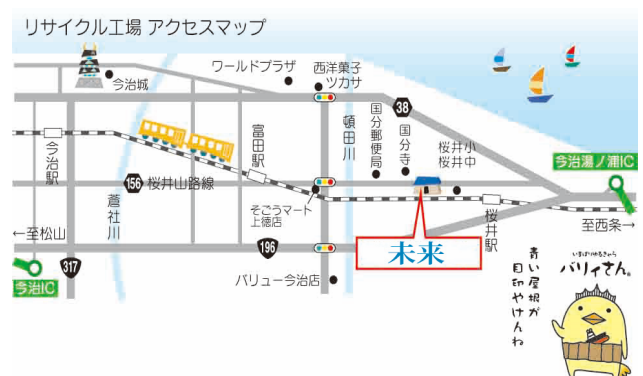 リサイクル工場 アクセスマップ
今治城
ワールドプラザ
西洋菓子
ツカサ
38
国分郵便局
国分寺
頓田川
桜井小
桜井中
今治湯ノ浦IC
今治駅
富田駅
156
桜井山路線
蒼社川
そごうマート
上徳店
桜井駅
←至松山
至西条→
未来
196
317
今治IC
バリュー今治店
青い屋根が
目印やけんね
いまばりゆるきゃら
バリィさん